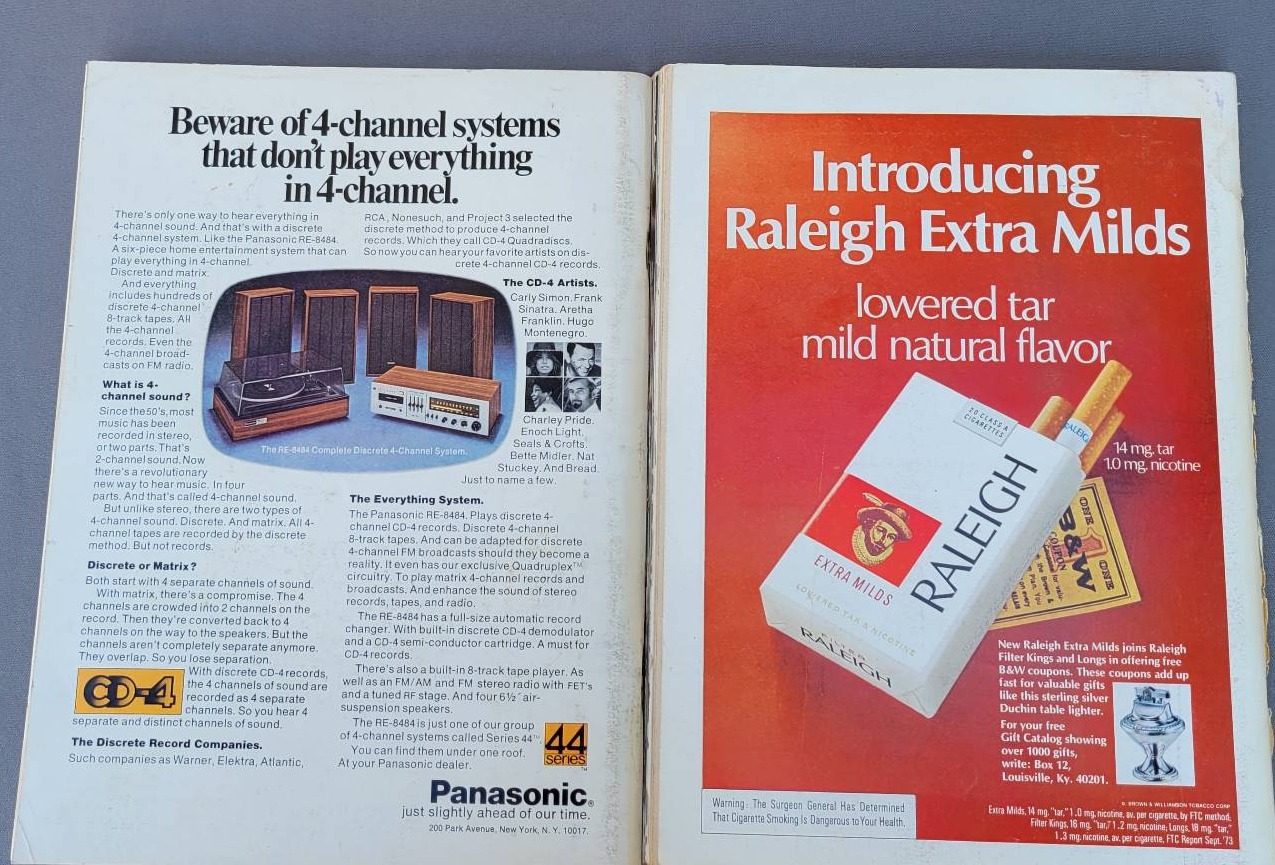 Beware of 4-channel systems
that don't play everything
in 4-channel.
There's only one way to hear everything in
4-channel sound. And that's with a discrete
4-channel system. Like the Panasonic RE-8484.
A six-piece home entertainment system that can
play everything in 4-channel.
Discrete and matrix.
And everything
includes hundreds of
discrete 4-channel
8-track tapes. All
the 4-channel
records. Even the
4-channel broad-
casts on FM radio.
What is 4-
channel sound?
Since the 50's, most
music has been
recorded in stereo,
or two parts. That's
2-channel sound. Now
there's a revolutionary
new way to hear music. In four
parts. And that's called 4-channel sound.
But unlike stereo, there are two types of
4-channel sound. Discrete. And matrix. All 4-
channel tapes are recorded by the discrete
method. But not records.
Discrete or Matrix?
Both start with 4 separate channels of sound.
With matrix, there's a compromise. The 4
channels are crowded into 2 channels on the
record. Then they're converted back to 4
channels on the way to the speakers. But the
channels aren't completely separate anymore.
They overlap. So you lose separation.
CD-4
With discrete CD-4 records,
the 4 channels of sound are
recorded as 4 separate
channels. So you hear 4
separate and distinct channels of sound.
The Discrete Record Companies.
Such companies as Warner, Elektra, Atlantic,
RCA, Nonesuch, and Project 3 selected the
discrete method to produce 4-channel
records. Which they call CD-4 Quadradiscs.
So now you can hear your favorite artists on dis-
crete 4-channel CD-4 records.
The CD-4 Artists.
Carly Simon. Frank
Sinatra. Aretha
Franklin. Hugo
Montenegro.
Charley Pride.
Enoch Light.
Seals & Crofts.
Bette Midler. Nat
Stuckey. And Bread.
Just to name a few.
The RE-8484 Complete Discrete 4-Channel System.
The Everything System.
The Panasonic RE-8484. Plays discrete 4-
channel CD-4 records. Discrete 4-channel
8-track tapes. And can be adapted for discrete
4-channel FM broadcasts should they become a
reality. It even has our exclusive Quadruplex™
circuitry. To play matrix 4-channel records and
broadcasts. And enhance the sound of stereo
records, tapes, and radio.
The RE-8484 has a full-size automatic record
changer. With built-in discrete CD-4 demodulator
and a CD-4 semi-conductor cartridge. A must for
CD-4 records.
There's also a built-in 8-track tape player. As
well as an FM/AM and FM stereo radio with FET's
and a tuned RF stage. And four 6½″ air-
suspension speakers.
The RE-8484 is just one of our group
of 4-channel systems called Series 44™.
You can find them under one roof.
At your Panasonic dealer.
44
series
™
Panasonic®
just slightly ahead of our time.
200 Park Avenue, New York, N. Y. 10017.
Introducing
Raleigh Extra Milds
lowered tar
mild natural flavor
20 CLASS A
CIGARETTES
RALEIGH
14 mg. tar
1.0 mg. nicotine
RALEIGH
EXTRA MILDS
LOWERED TAR & NICOTINE
EXTRA
RALEIGH
ONE
B&W
COUPON
ONE
New Raleigh Extra Milds joins Raleigh
Filter Kings and Longs in offering free
B&W coupons. These coupons add up
fast for valuable gifts
like this sterling silver
Duchin table lighter.
For your free
Gift Catalog showing
over 1000 gifts,
write: Box 12,
Louisville, Ky. 40201.
© BROWN & WILLIAMSON TOBACCO CORP
Warning: The Surgeon General Has Determined
That Cigarette Smoking Is Dangerous to Your Health.
Extra Milds, 14 mg. "tar," 1.0 mg. nicotine, av. per cigarette, by FTC method;
Filter Kings, 16 mg. "tar," 1.2 mg. nicotine; Longs, 18 mg. "tar,"
1.3 mg. nicotine, av. per cigarette, FTC Report Sept. '73